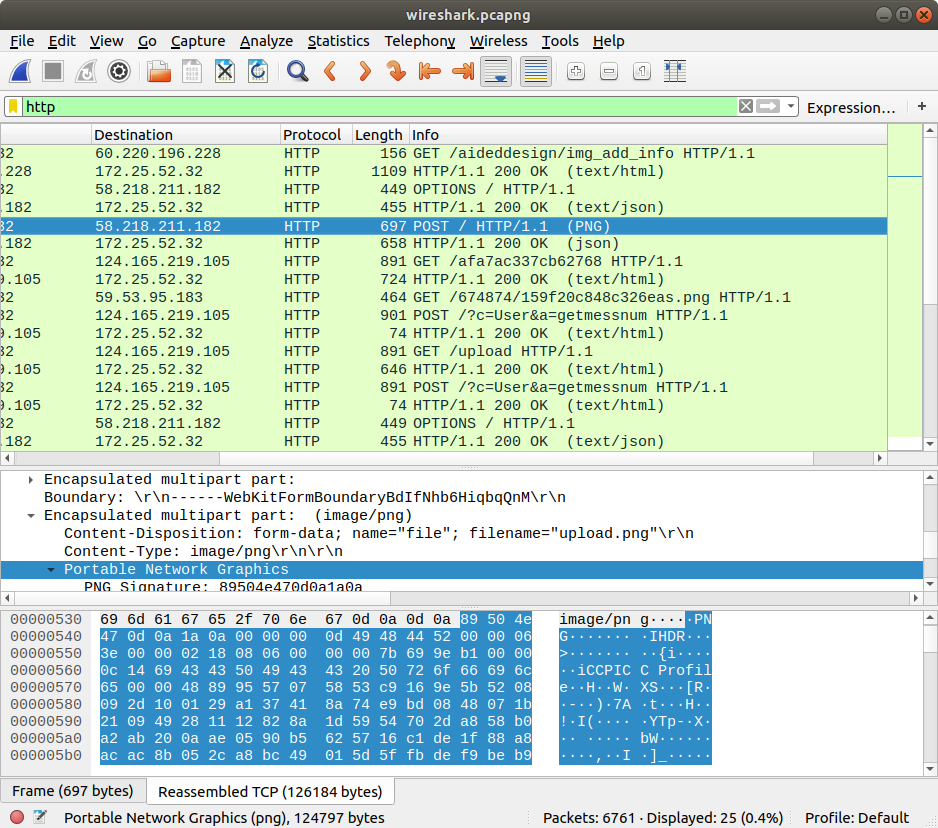 wireshark.pcapng
File Edit View Go Capture Analyze Statistics Telephony Wireless Tools Help
http Expression… +
Destination Protocol Length Info
32 60.220.196.228 HTTP 156 GET /aideddesign/img_add_info HTTP/1.1
.228 172.25.52.32 HTTP 1109 HTTP/1.1 200 OK (text/html)
32 58.218.211.182 HTTP 449 OPTIONS / HTTP/1.1
.182 172.25.52.32 HTTP 455 HTTP/1.1 200 OK (text/json)
32 58.218.211.182 HTTP 697 POST / HTTP/1.1 (PNG)
.182 172.25.52.32 HTTP 658 HTTP/1.1 200 OK (json)
32 124.165.219.105 HTTP 891 GET /afa7ac337cb62768 HTTP/1.1
9.105 172.25.52.32 HTTP 724 HTTP/1.1 200 OK (text/html)
32 59.53.95.183 HTTP 464 GET /674874/159f20c848c326eas.png HTTP/1.1
32 124.165.219.105 HTTP 901 POST /?c=User&a=getmessnum HTTP/1.1
9.105 172.25.52.32 HTTP 74 HTTP/1.1 200 OK (text/html)
32 124.165.219.105 HTTP 891 GET /upload HTTP/1.1
9.105 172.25.52.32 HTTP 646 HTTP/1.1 200 OK (text/html)
32 124.165.219.105 HTTP 891 POST /?c=User&a=getmessnum HTTP/1.1
9.105 172.25.52.32 HTTP 74 HTTP/1.1 200 OK (text/html)
32 58.218.211.182 HTTP 449 OPTIONS / HTTP/1.1
.182 172.25.52.32 HTTP 455 HTTP/1.1 200 OK (text/json)
Encapsulated multipart part:
Boundary: \r\n------WebKitFormBoundaryBdIfNhb6HiqbqQnM\r\n
Encapsulated multipart part: (image/png)
Content-Disposition: form-data; name="file"; filename="upload.png"\r\n
Content-Type: image/png\r\n\r\n
Portable Network Graphics
PNG Signature: 89504e470d0a1a0a
00000530 69 6d 61 67 65 2f 70 6e 67 0d 0a 0d 0a 89 50 4e image/pn g·····PN
00000540 47 0d 0a 1a 0a 00 00 00 0d 49 48 44 52 00 00 06 G······· ·IHDR···
00000550 3e 00 00 02 18 08 06 00 00 00 7b 69 9e b1 00 00 >······· ··{i····
00000560 0c 14 69 43 43 50 49 43 43 20 50 72 6f 66 69 6c ··iCCPIC C Profil
00000570 65 00 00 48 89 95 57 07 58 53 c9 16 9e 5b 52 08 e··H··W· XS···[R·
00000580 09 2d 10 01 29 a1 37 41 8a 74 e9 bd 08 48 07 1b ·-··)·7A ·t···H··
00000590 21 09 49 28 11 12 82 8a 1d 59 54 70 2d a8 58 b0 !·I(···· ·YTp-·X·
000005a0 a2 ab 20 0a ae 05 90 b5 62 57 16 c1 de 1f 88 a8 ·· ····· bW······
000005b0 ac ac 8b 05 2c a8 bc 49 01 5d 5f fb de f9 be b9 ····,··I ·]_·····
Frame (697 bytes) Reassembled TCP (126184 bytes)
Portable Network Graphics (png), 124797 bytes Packets: 6761 · Displayed: 25 (0.4%) Profile: Default